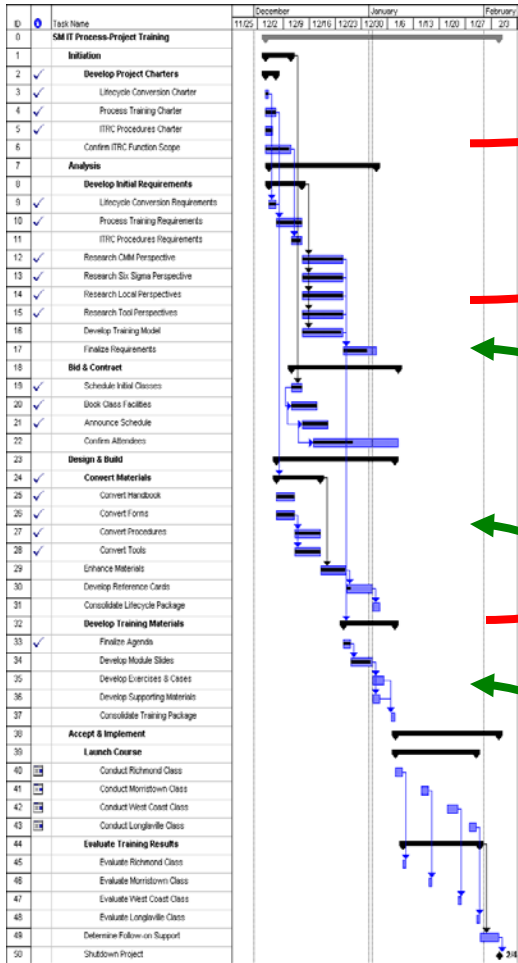 December January February
ID Task Name 11/25 12/2 12/9 12/16 12/23 12/30 1/6 1/13 1/20 1/27 2/3
0 SM IT Process-Project Training
1 Initiation
2 Develop Project Charters
3 Lifecycle Conversion Charter
4 Process Training Charter
5 ITRC Procedures Charter
6 Confirm ITRC Function Scope
7 Analysis
8 Develop Initial Requirements
9 Lifecycle Conversion Requirements
10 Process Training Requirements
11 ITRC Procedures Requirements
12 Research CMM Perspective
13 Research Six Sigma Perspective
14 Research Local Perspectives
15 Research Tool Perspectives
16 Develop Training Model
17 Finalize Requirements
18 Bid & Contract
19 Schedule Initial Classes
20 Book Class Facilities
21 Announce Schedule
22 Confirm Attendees
23 Design & Build
24 Convert Materials
25 Convert Handbook
26 Convert Forms
27 Convert Procedures
28 Convert Tools
29 Enhance Materials
30 Develop Reference Cards
31 Consolidate Lifecycle Package
32 Develop Training Materials
33 Finalize Agenda
34 Develop Module Slides
35 Develop Exercises & Cases
36 Develop Supporting Materials
37 Consolidate Training Package
38 Accept & Implement
39 Launch Course
40 Conduct Richmond Class
41 Conduct Morristown Class
42 Conduct West Coast Class
43 Conduct Longlaville Class
44 Evaluate Training Results
45 Evaluate Richmond Class
46 Evaluate Morristown Class
47 Evaluate West Coast Class
48 Evaluate Longlaville Class
49 Determine Follow-on Support
50 Shutdown Project 2/4